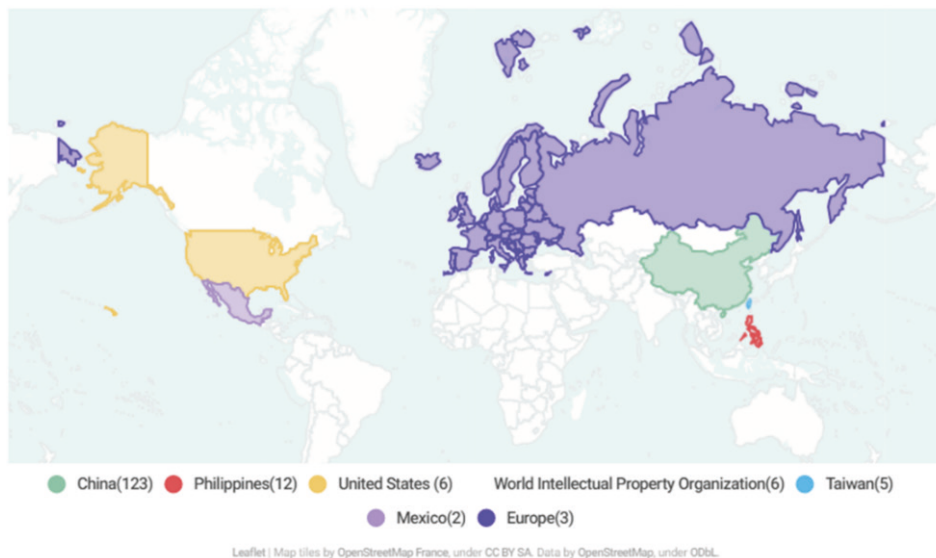 China(123) Philippines(12) United States (6) World Intellectual Property Organization(6) Taiwan(5)
Mexico(2) Europe(3)
Leaflet | Map tiles by OpenStreetMap France, under CC BY SA. Data by OpenStreetMap, under ODbL.